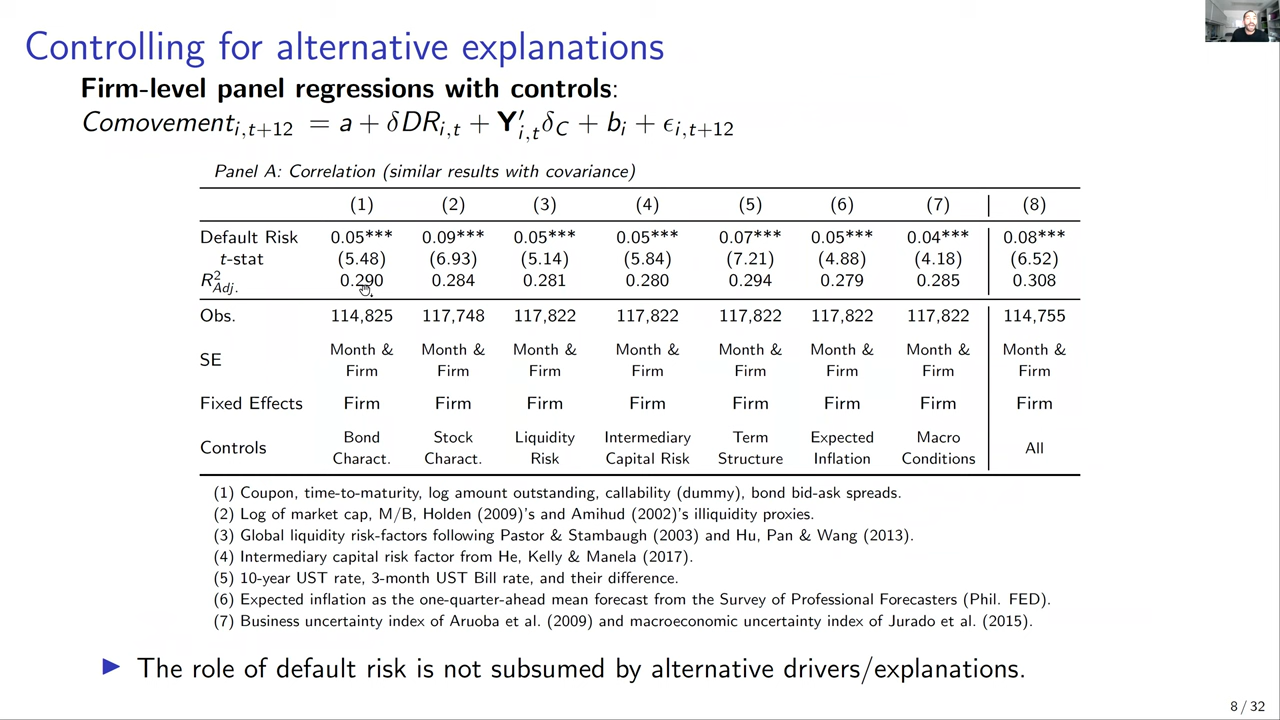 Controlling for alternative explanations
Firm-level panel regressions with controls:
Comovement_{i,t+12} = a + δDR_{i,t} + Y′_{i,t}δ_C + b_i + ϵ_{i,t+12}
Panel A: Correlation (similar results with covariance)
(1) (2) (3) (4) (5) (6) (7) (8)
Default Risk 0.05*** 0.09*** 0.05*** 0.05*** 0.07*** 0.05*** 0.04*** 0.08***
t-stat (5.48) (6.93) (5.14) (5.84) (7.21) (4.88) (4.18) (6.52)
R²_{Adj.} 0.290 0.284 0.281 0.280 0.294 0.279 0.285 0.308
Obs. 114,825 117,748 117,822 117,822 117,822 117,822 117,822 114,755
Month & Month & Month & Month & Month & Month & Month & Month &
SE
Firm Firm Firm Firm Firm Firm Firm Firm
Fixed Effects Firm Firm Firm Firm Firm Firm Firm Firm
Bond Stock Liquidity Intermediary Term Expected Macro
Controls All
Charact. Charact. Risk Capital Risk Structure Inflation Conditions
(1) Coupon, time-to-maturity, log amount outstanding, callability (dummy), bond bid-ask spreads.
(2) Log of market cap, M/B, Holden (2009)'s and Amihud (2002)'s illiquidity proxies.
(3) Global liquidity risk-factors following Pastor & Stambaugh (2003) and Hu, Pan & Wang (2013).
(4) Intermediary capital risk factor from He, Kelly & Manela (2017).
(5) 10-year UST rate, 3-month UST Bill rate, and their difference.
(6) Expected inflation as the one-quarter-ahead mean forecast from the Survey of Professional Forecasters (Phil. FED).
(7) Business uncertainty index of Aruoba et al. (2009) and macroeconomic uncertainty index of Jurado et al. (2015).
▶ The role of default risk is not subsumed by alternative drivers/explanations.
8 / 32